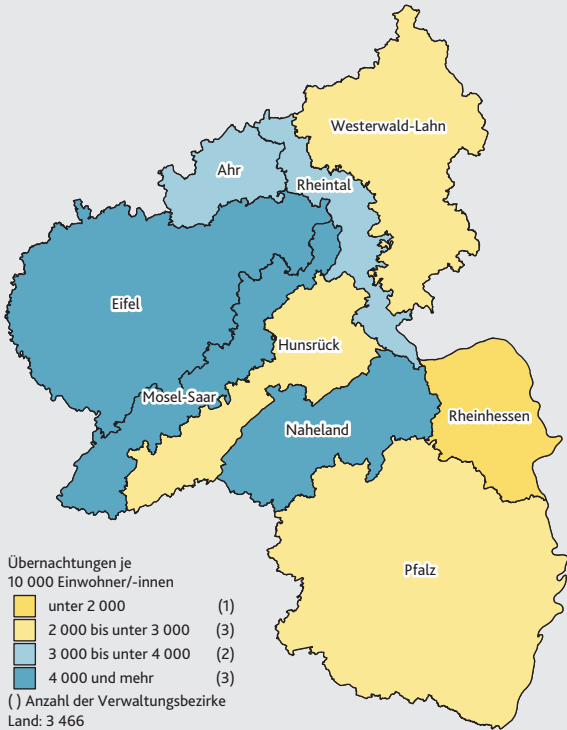 Westerwald-Lahn
Ahr
Rheintal
Eifel
Hunsrück
Mosel-Saar
Rheinhessen
Naheland
Pfalz
Übernachtungen je
10 000 Einwohner/-innen
unter 2 000 (1)
2 000 bis unter 3 000 (3)
3 000 bis unter 4 000 (2)
4 000 und mehr (3)
( ) Anzahl der Verwaltungsbezirke
Land: 3 466